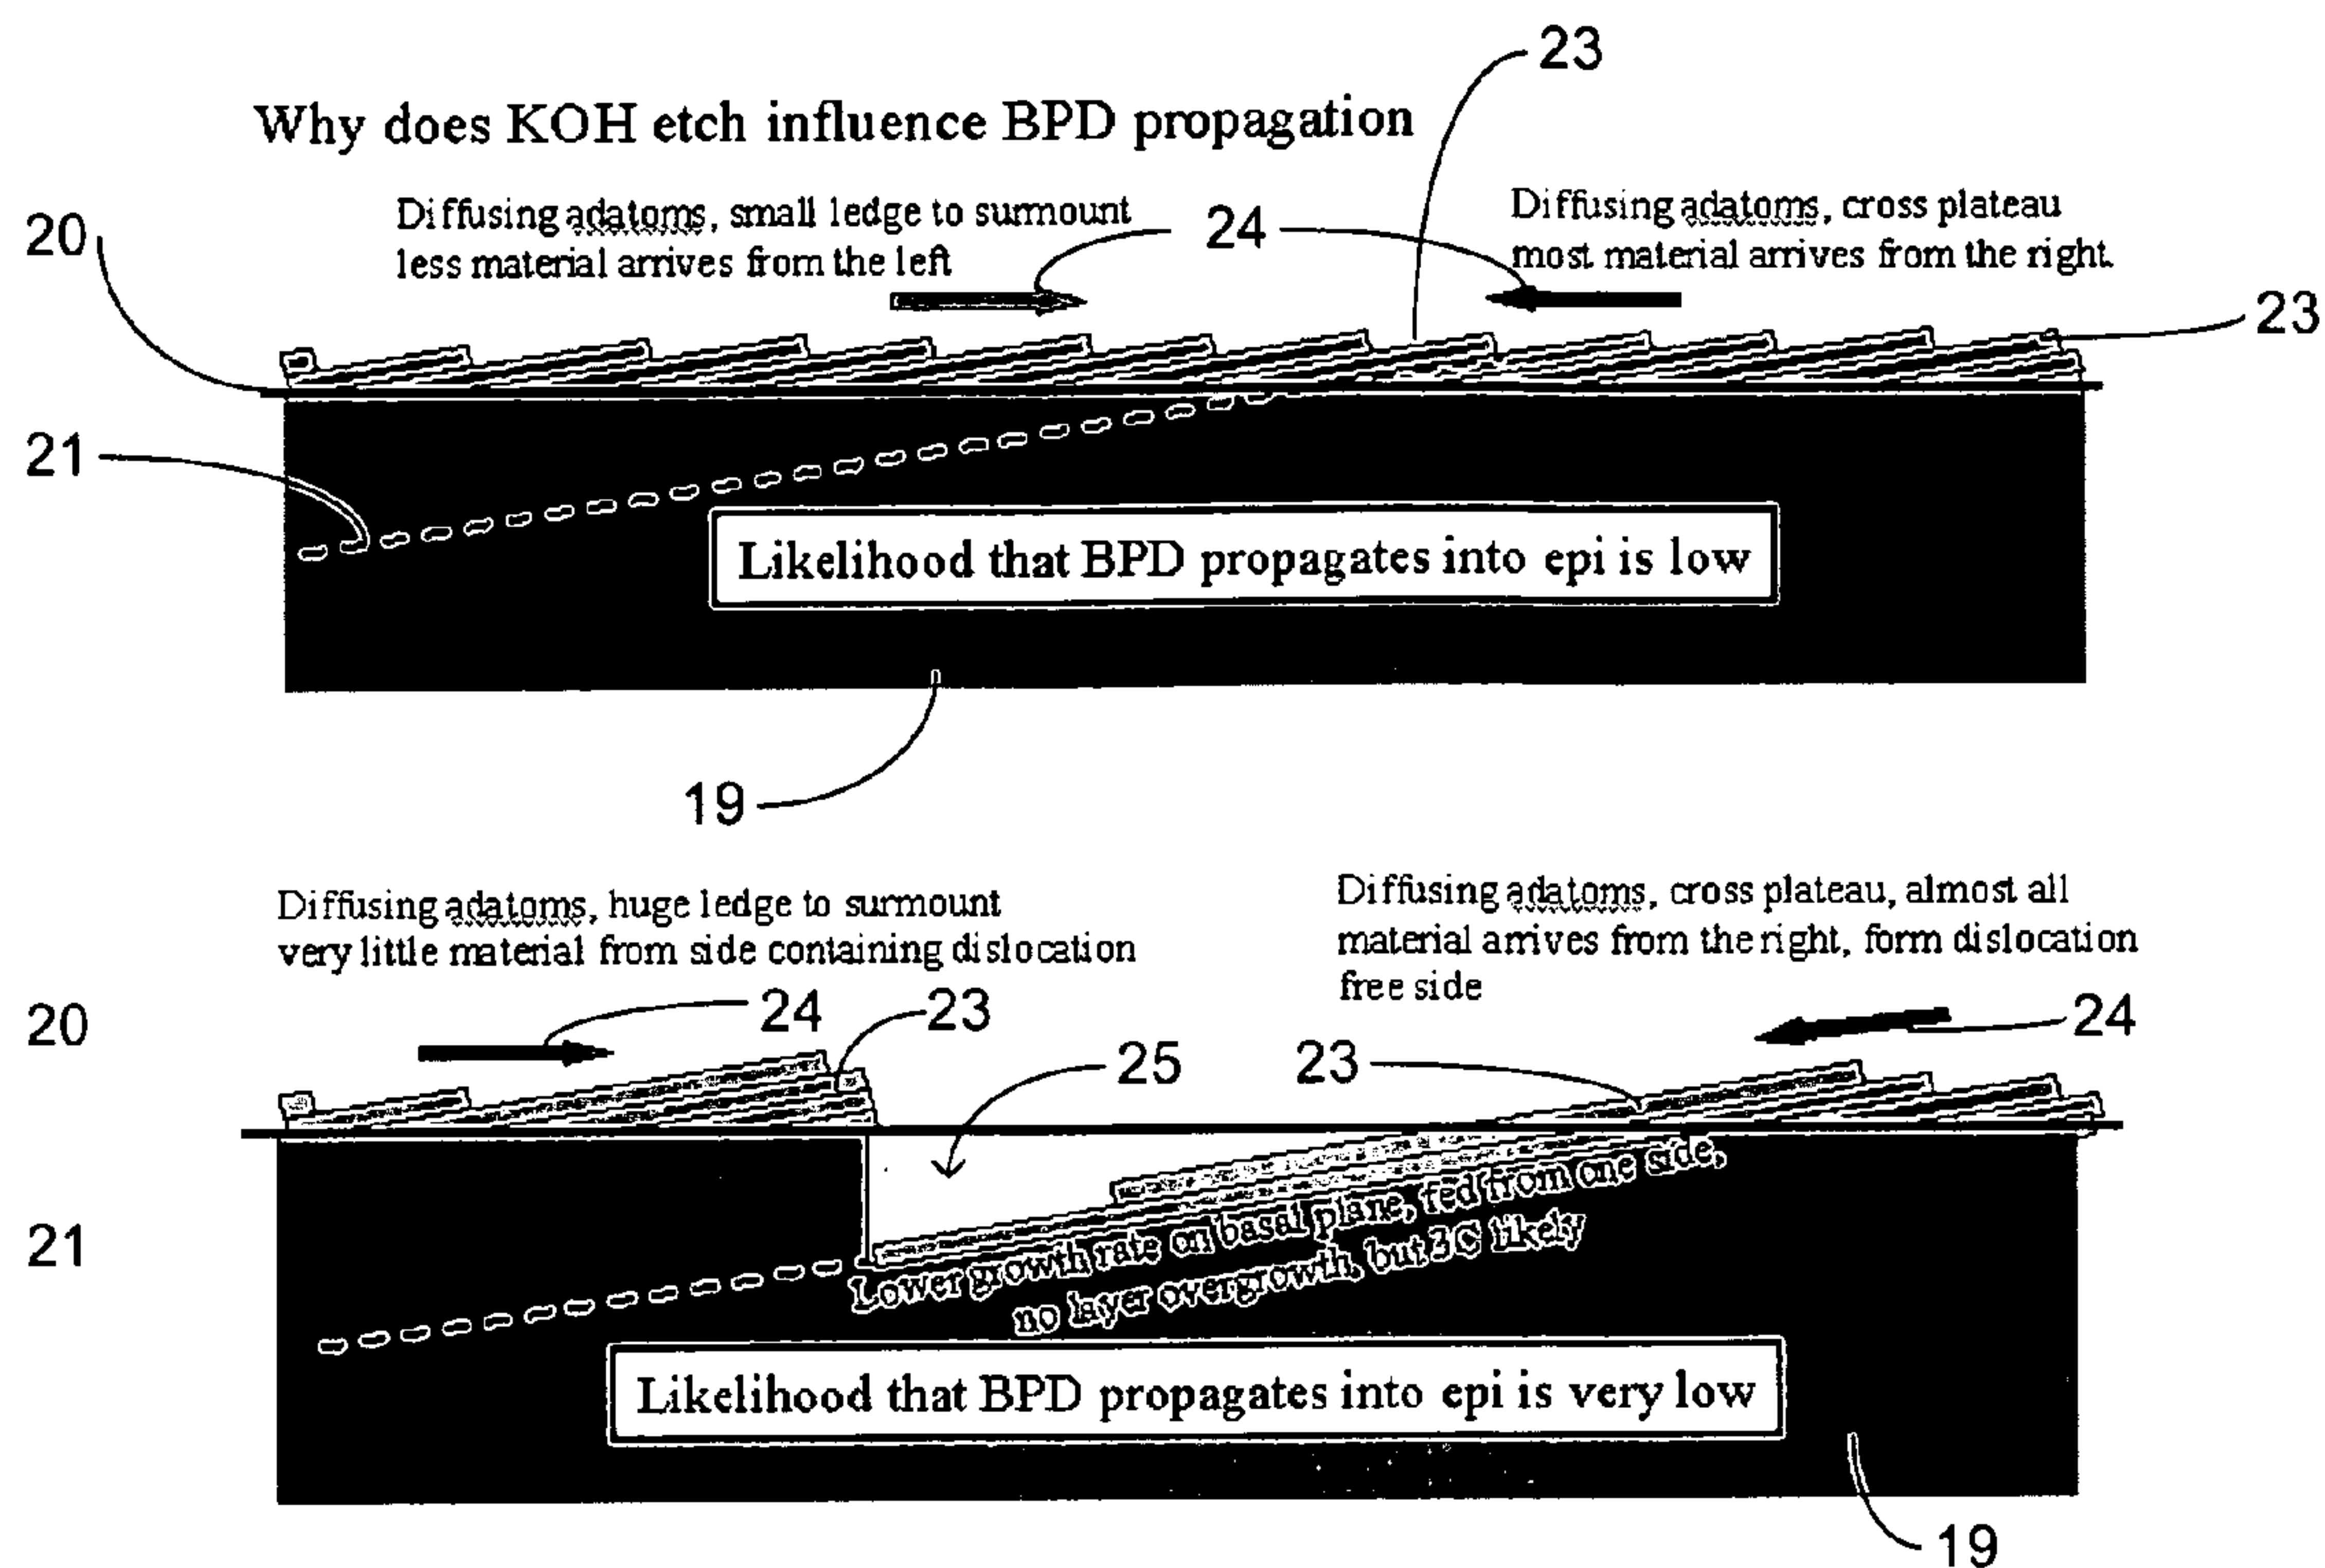 23
Why does KOH etch influence BPD propagation
Diffusing adatoms, small ledge to surmount
less material arrives from the left
24
Diffusing adatoms, cross plateau
most material arrives from the right
20
23
21
Likelihood that BPD propagates into epi is low
19
Diffusing adatoms, huge ledge to surmount
very little material from side containing dislocation
Diffusing adatoms, cross plateau, almost all
material arrives from the right, form dislocation
free side
20
24
23
24
25
23
21
Lower growth rate on basal plane, fed from one side,
no layer overgrowth, but 3C likely
Likelihood that BPD propagates into epi is very low
19